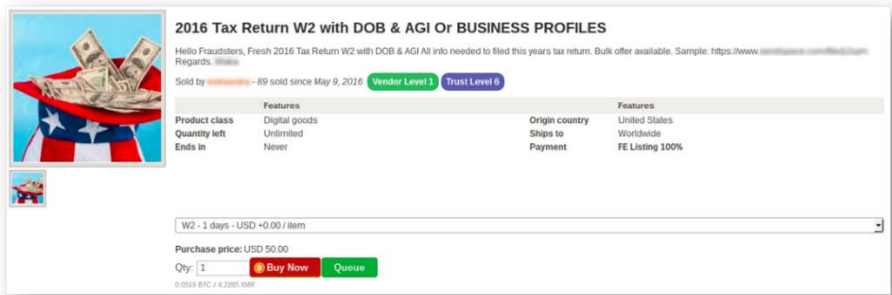 2016 Tax Return W2 with DOB & AGI Or BUSINESS PROFILES
Hello Fraudsters, Fresh 2016 Tax Return W2 with DOB & AGI All info needed to filed this years tax return. Bulk offer available. Sample: https://www.
Regards.
Sold by - 89 sold since May 9, 2016 Vendor Level 1 Trust Level 6
Features Features
Product class Digital goods Origin country United States
Quantity left Unlimited Ships to Worldwide
Ends in Never Payment FE Listing 100%
W2 - 1 days - USD +0.00 / item
Purchase price: USD 50.00
Qty: 1 Buy Now Queue
0.0519 BTC / 4.2265 XMR